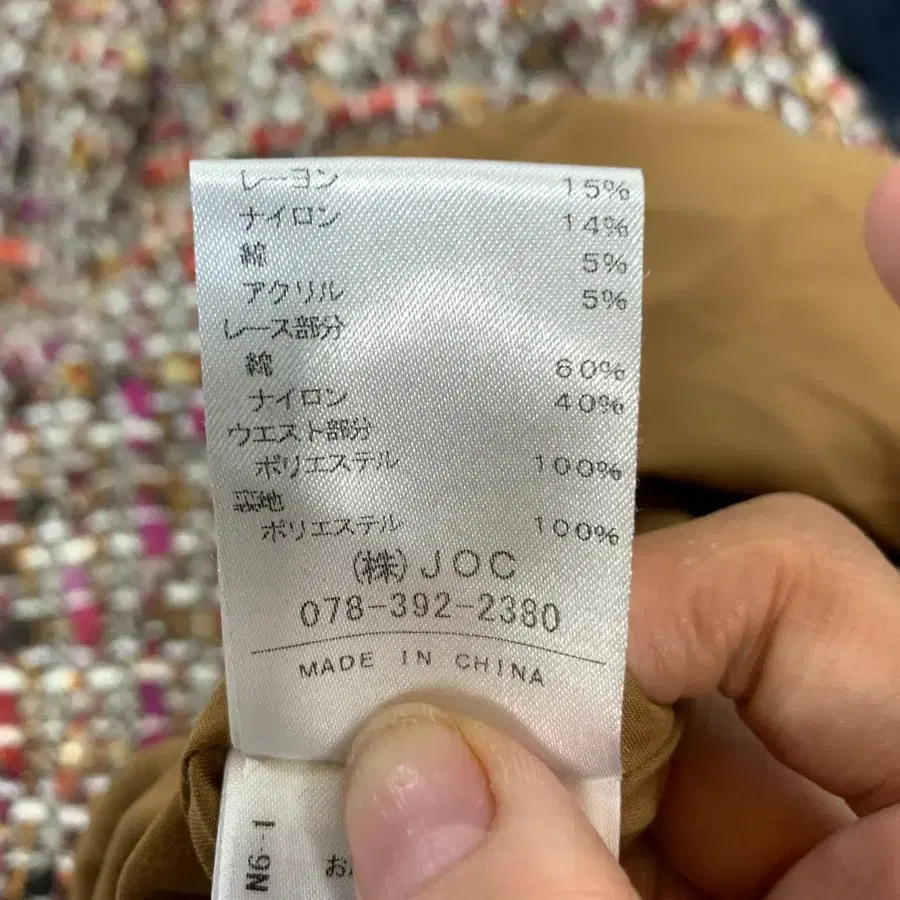 レーヨン 15%
ナイロン 14%
綿 5%
アクリル 5%
レース部分
綿 60%
ナイロン 40%
ウエスト部分
ポリエステル 100%
裏地
ポリエステル 100%
(株)JOC
078-392-2380
MADE IN CHINA
N6-1
お